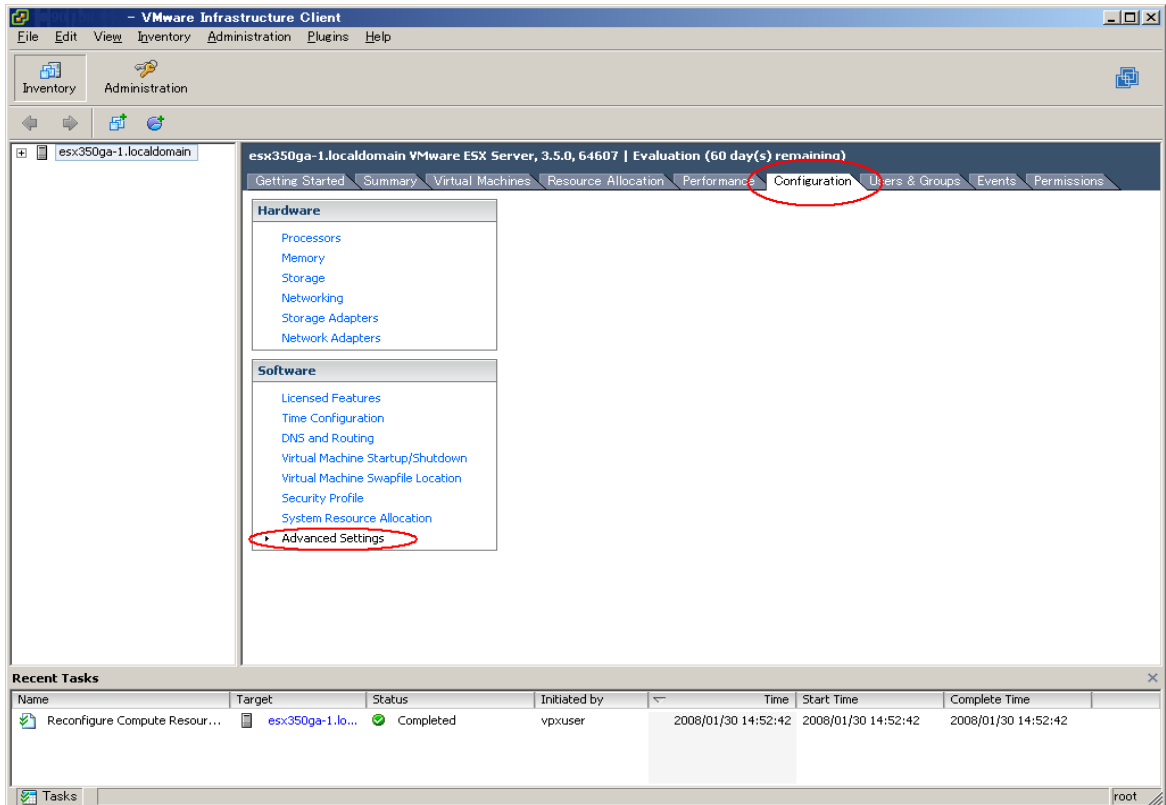 - VMware Infrastructure Client
File Edit View Inventory Administration Plugins Help
Inventory Administration
esx350ga-1.localdomain
esx350ga-1.localdomain VMware ESX Server, 3.5.0, 64607 | Evaluation (60 day(s) remaining)
Getting Started Summary Virtual Machines Resource Allocation Performance Configuration Users & Groups Events Permissions
Hardware
Processors
Memory
Storage
Networking
Storage Adapters
Network Adapters
Software
Licensed Features
Time Configuration
DNS and Routing
Virtual Machine Startup/Shutdown
Virtual Machine Swapfile Location
Security Profile
System Resource Allocation
Advanced Settings
Recent Tasks
Name Target Status Initiated by Time Start Time Complete Time
Reconfigure Compute Resour... esx350ga-1.lo... Completed vpxuser 2008/01/30 14:52:42 2008/01/30 14:52:42 2008/01/30 14:52:42
Tasks root